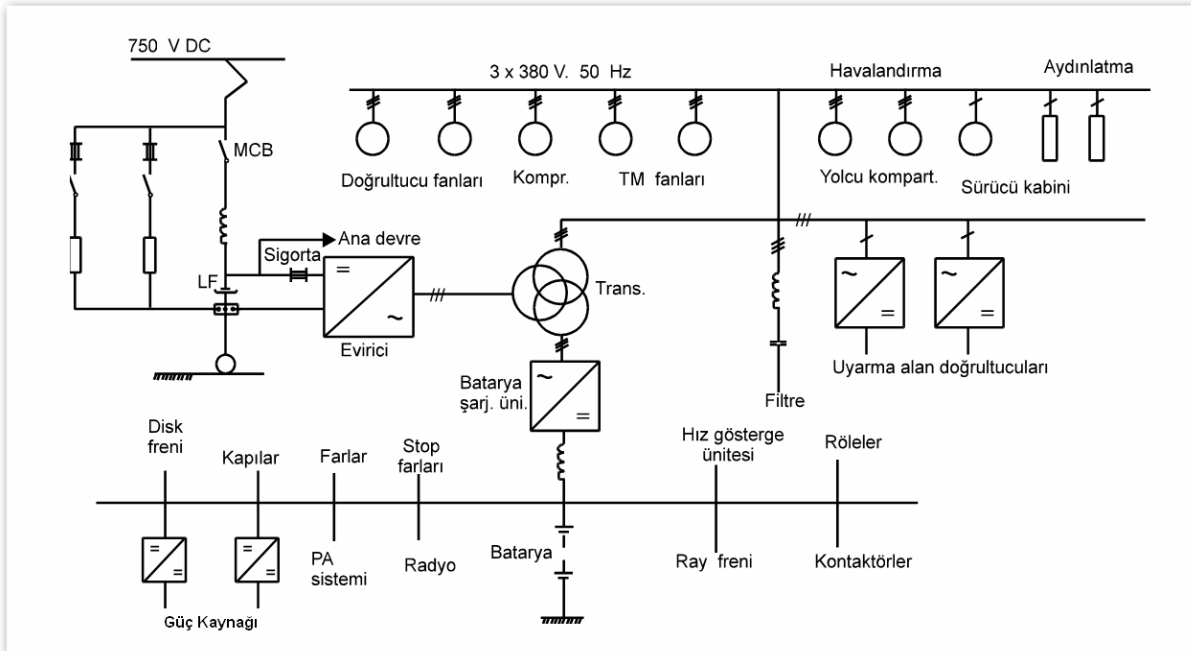 750 V DC
3 x 380 V. 50 Hz
Havalandırma
Aydınlatma
MCB
Doğrultucu fanları
Kompr.
TM fanları
Yolcu kompart.
Sürücü kabini
Ana devre
Sigorta
LF
Trans.
Evirici
Uyarma alan doğrultucuları
Batarya
şarj. üni.
Filtre
Disk
freni
Kapılar
Farlar
Stop
farları
Hız gösterge
ünitesi
Röleler
PA
sistemi
Radyo
Batarya
Ray freni
Kontaktörler
Güç Kaynağı